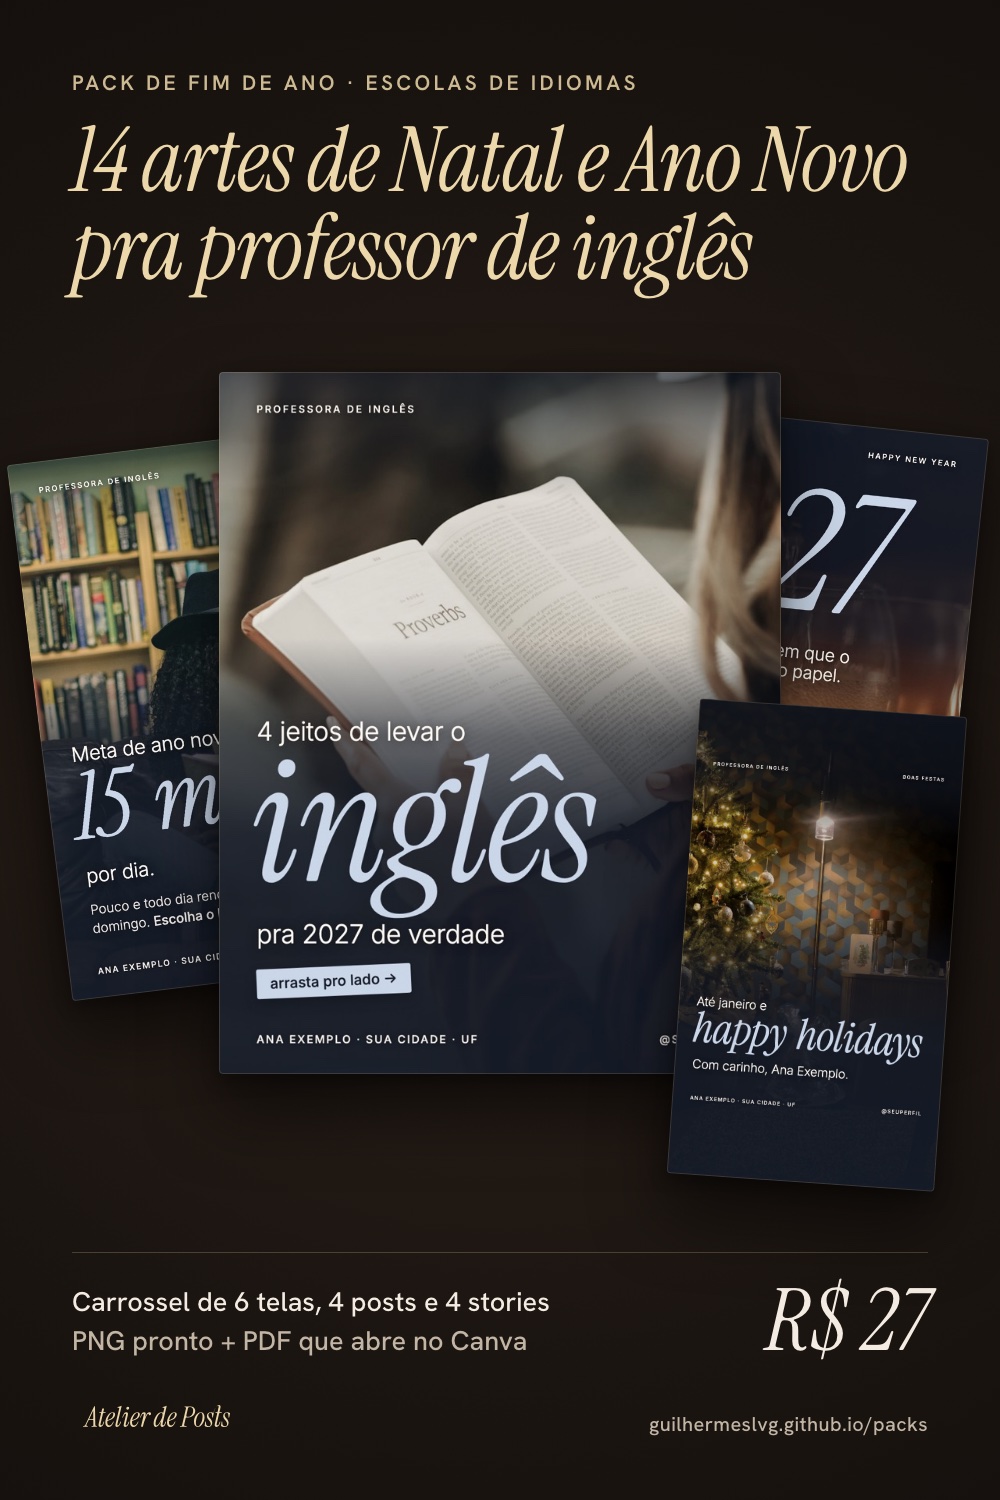 PACK DE FIM DE ANO · ESCOLAS DE IDIOMAS
14 artes de Natal e Ano Novo
pra professor de inglês
PROFESSORA DE INGLÊS
Meta de ano nov
15 m
por dia.
Pouco e todo dia ren
domingo. Escolha o
ANA EXEMPLO · SUA CID
PROFESSORA DE INGLÊS
Proverbs
4 jeitos de levar o
inglês
pra 2027 de verdade
arrasta pro lado →
ANA EXEMPLO · SUA CIDADE · UF
@S
HAPPY NEW YEAR
27
em que o
o papel.
PROFESSORA DE INGLÊS
BOAS FESTAS
Até janeiro e
happy holidays
Com carinho, Ana Exemplo.
ANA EXEMPLO · SUA CIDADE · UF
@SEUPERFIL
Carrossel de 6 telas, 4 posts e 4 stories
PNG pronto + PDF que abre no Canva
R$ 27
Atelier de Posts
guilhermeslvg.github.io/packs